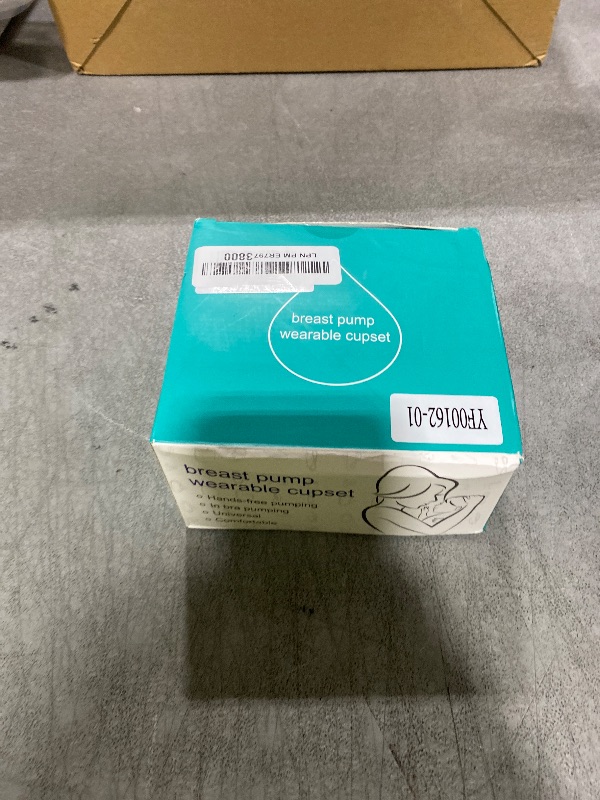 LPN PM ER7973800
breast pump
wearable cupset
YF00162-01
breast pump
wearable cupset
Hands-free pumping
In bra pumping
Universal
Comfortable